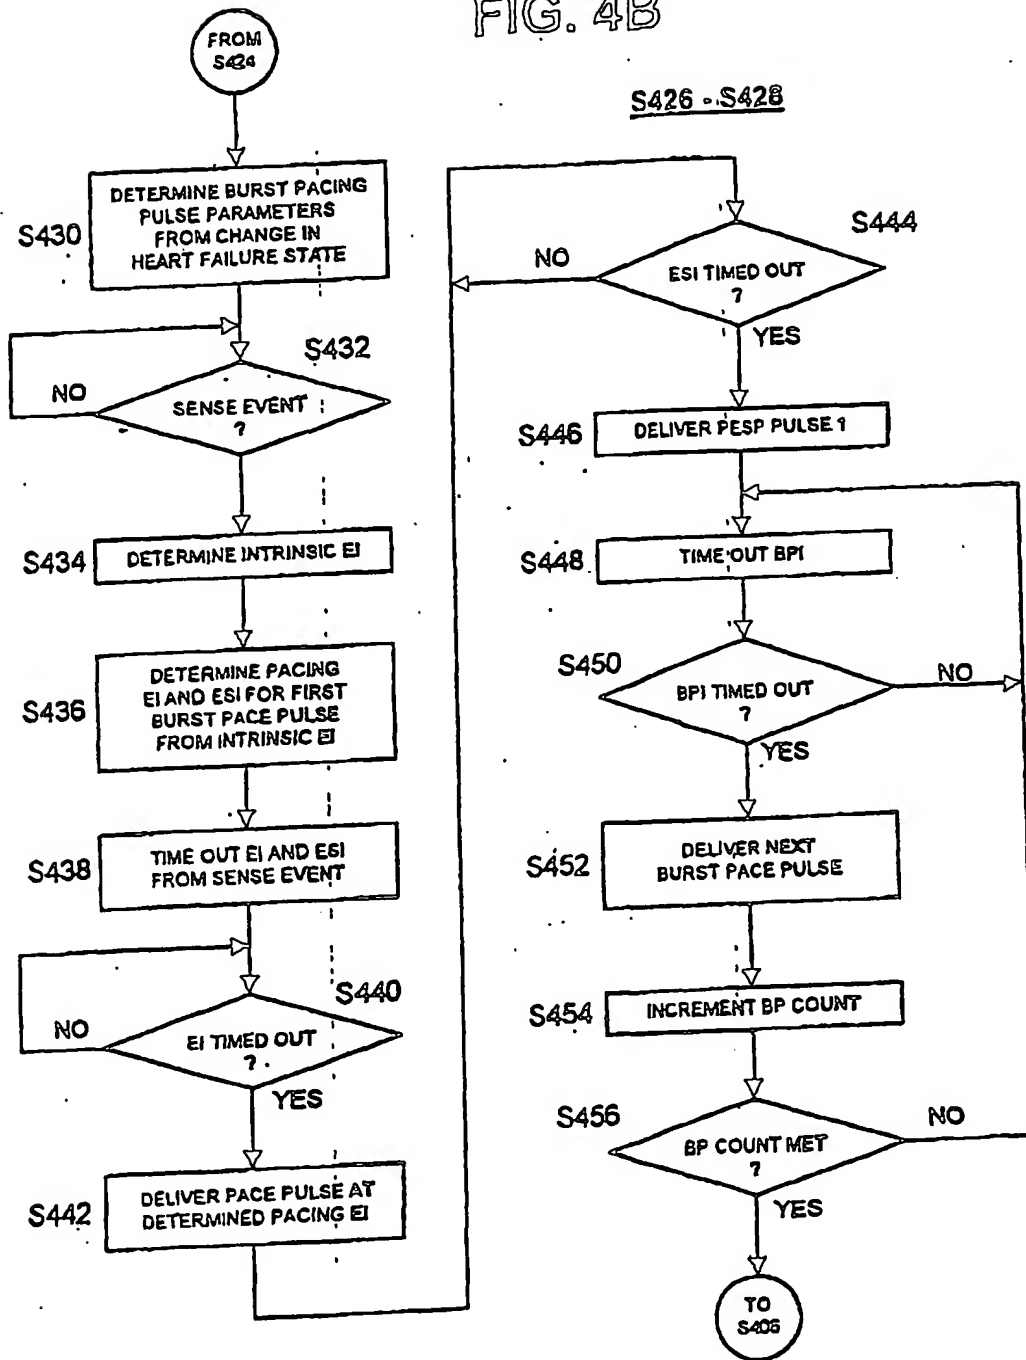 FIG. 4B
FROM
S424
S426 - S428
S430
DETERMINE BURST PACING
PULSE PARAMETERS
FROM CHANGE IN
HEART FAILURE STATE
S432
NO
SENSE EVENT
?
S434
DETERMINE INTRINSIC EI
S436
DETERMINE PACING
EI AND ESI FOR FIRST
BURST PACE PULSE
FROM INTRINSIC EI
S438
TIME OUT EI AND ESI
FROM SENSE EVENT
S440
NO
EI TIMED OUT
?
YES
S442
DELIVER PACE PULSE AT
DETERMINED PACING EI
S444
NO
ESI TIMED OUT
?
YES
S446
DELIVER PESP PULSE 1
S448
TIME OUT BPI
S450
BPI TIMED OUT
?
NO
YES
S452
DELIVER NEXT
BURST PACE PULSE
S454
INCREMENT BP COUNT
S456
BP COUNT MET
?
NO
YES
TO
S406